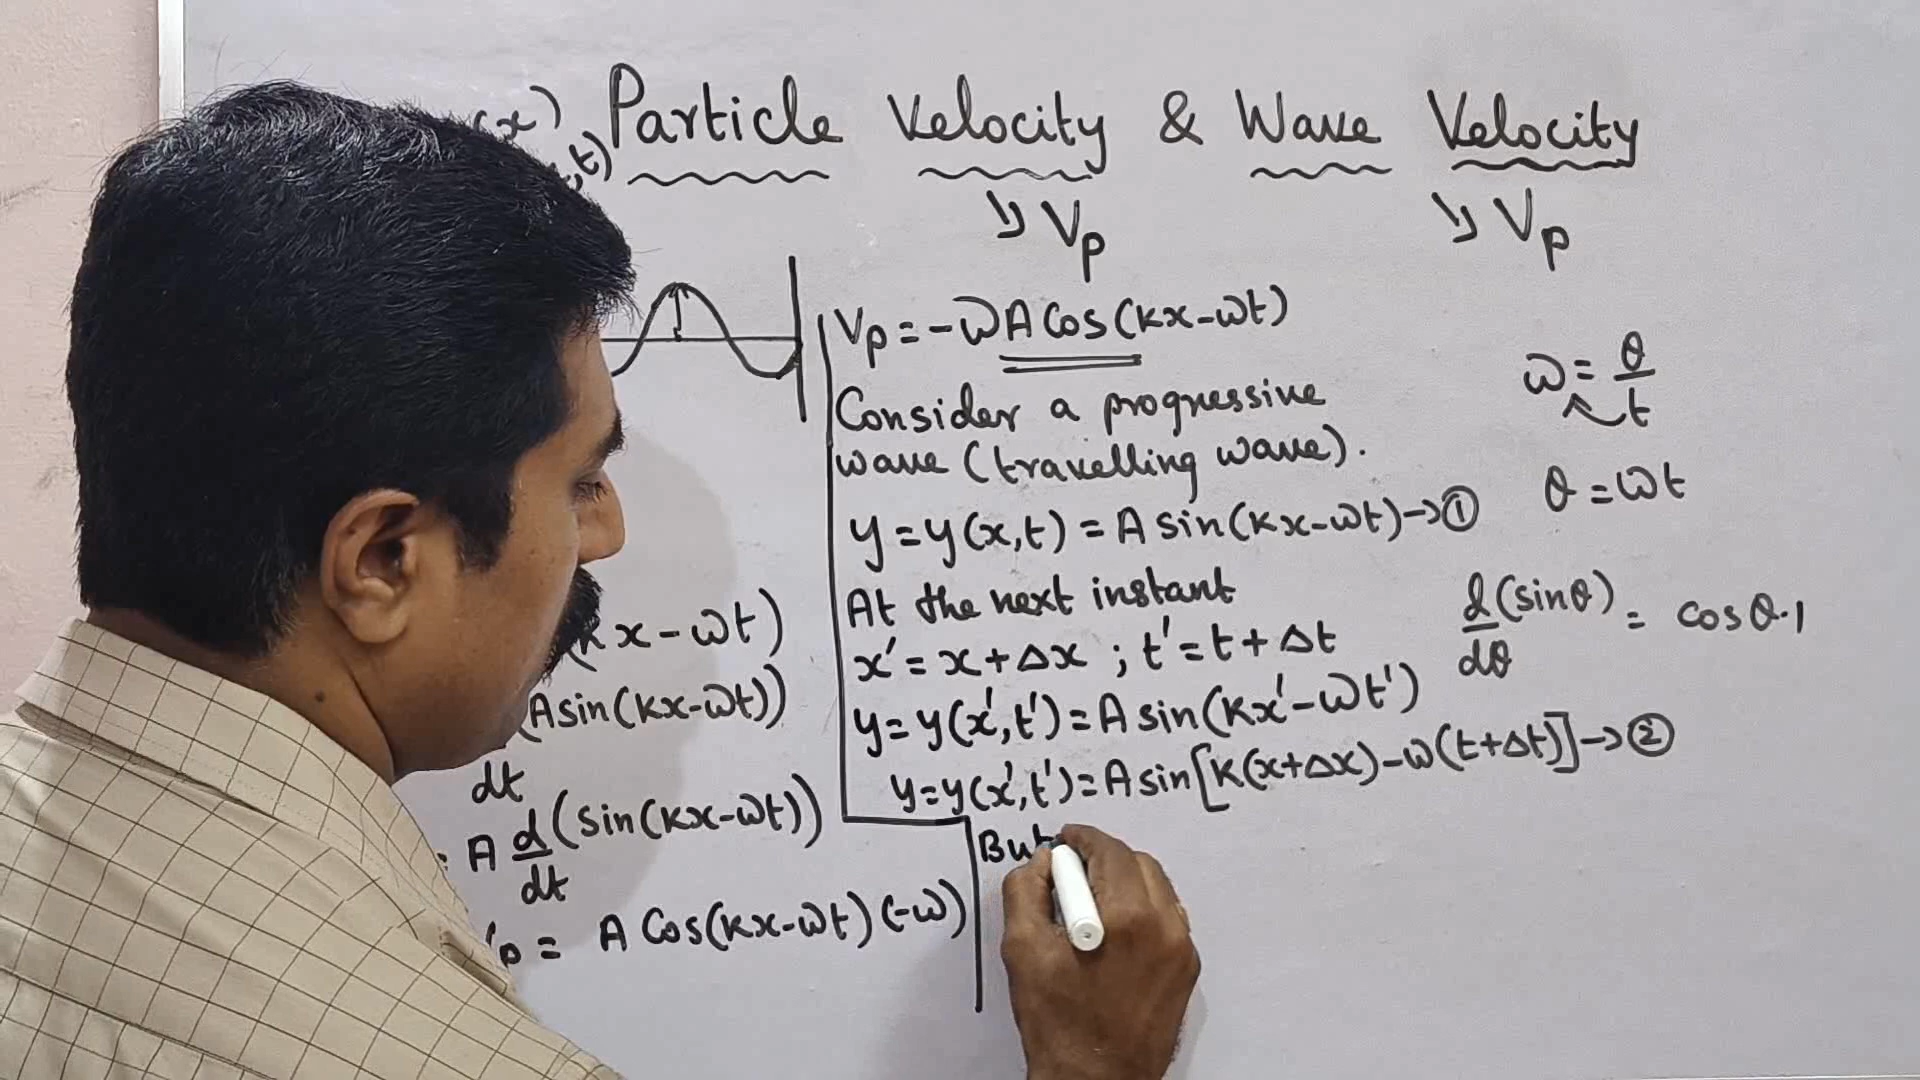 (x) Particle Velocity & Wave Velocity
,t)
Vp Vp
Vp = -ωA Cos(kx-ωt)
Consider a progressive
wave (travelling wave).
y = y(x,t) = A sin(kx-ωt) → ①
At the next instant
x' = x + Δx ; t' = t + Δt
y = y(x',t') = A sin(kx'-ωt')
y = y(x',t') = A sin[k(x+Δx)-ω(t+Δt)] → ②
But
ω = θ/t
θ = ωt
d/dθ (sinθ) = cosθ.1
(kx-ωt)
(Asin(kx-ωt))
dt
= A d/dt (sin(kx-ωt))
p = A Cos(kx-ωt)(-ω)